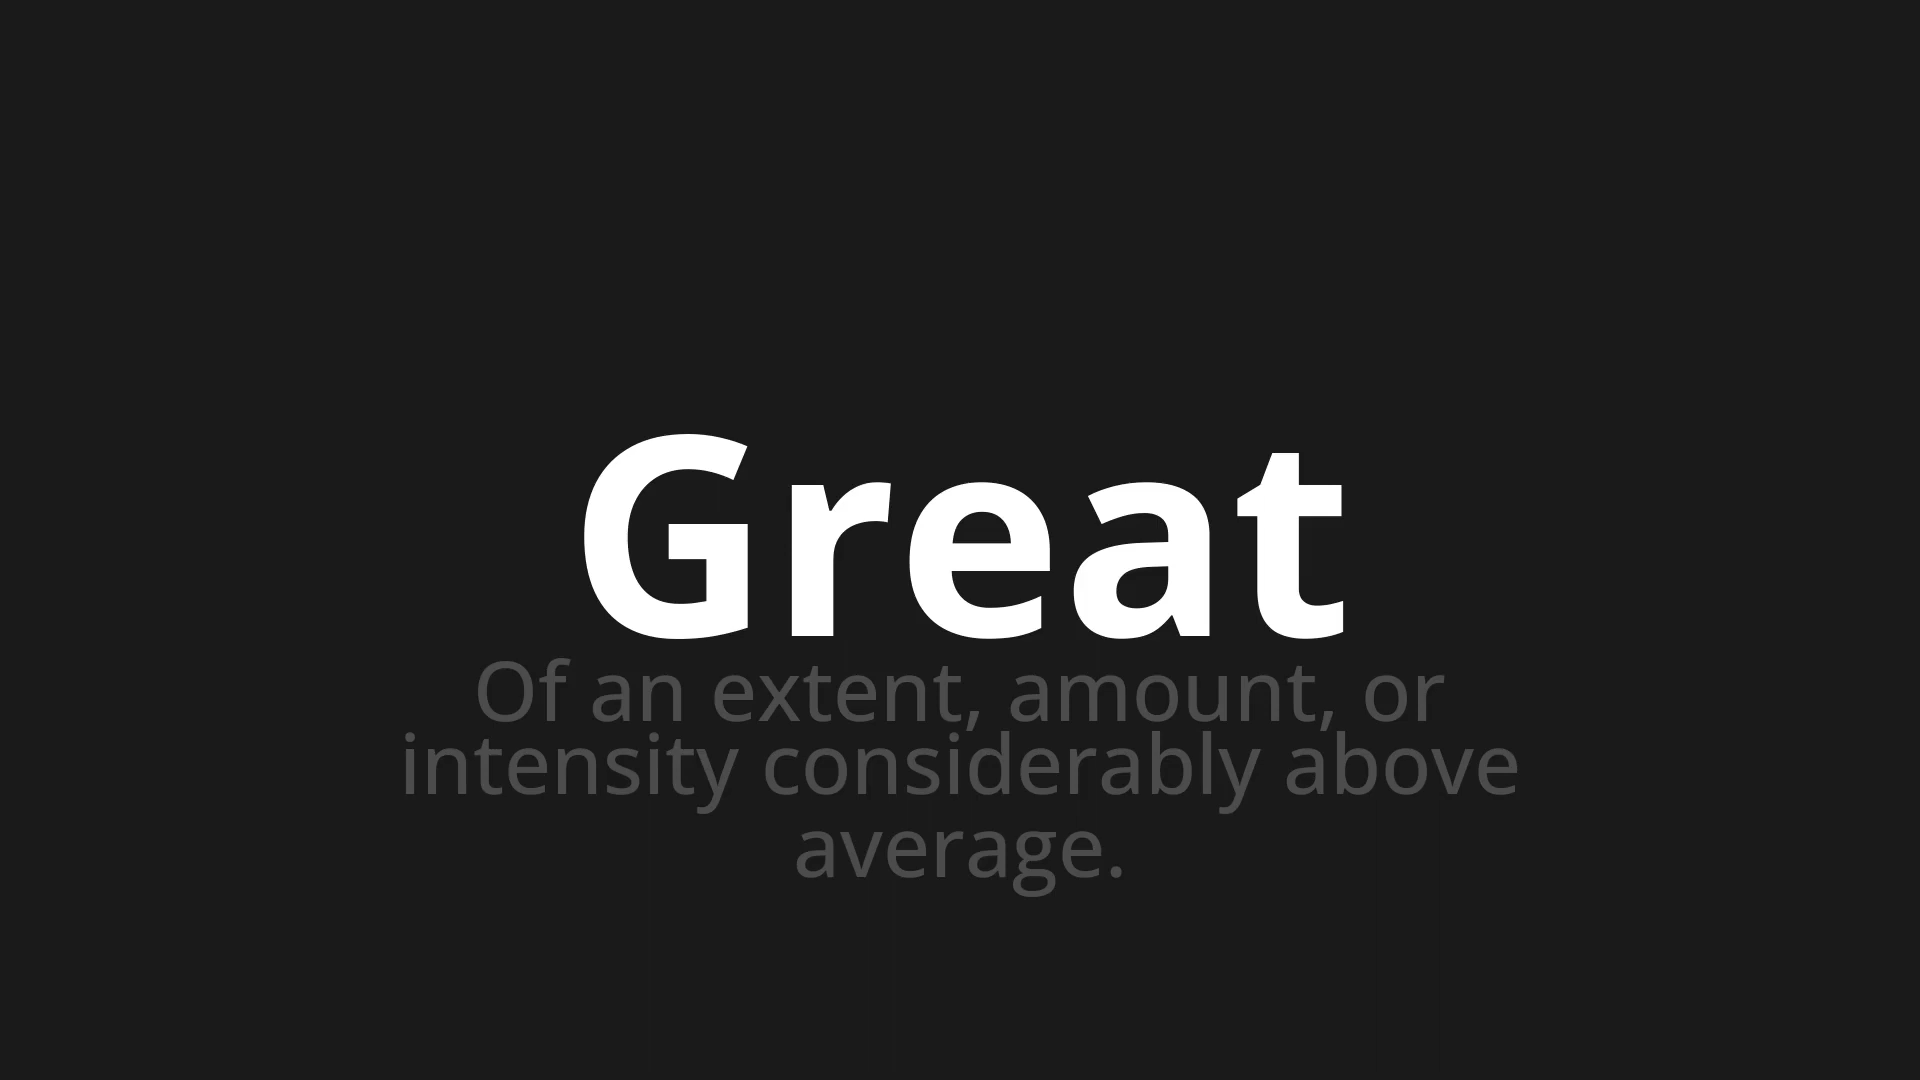 Great
Of an extent, amount, or
intensity considerably above
average.